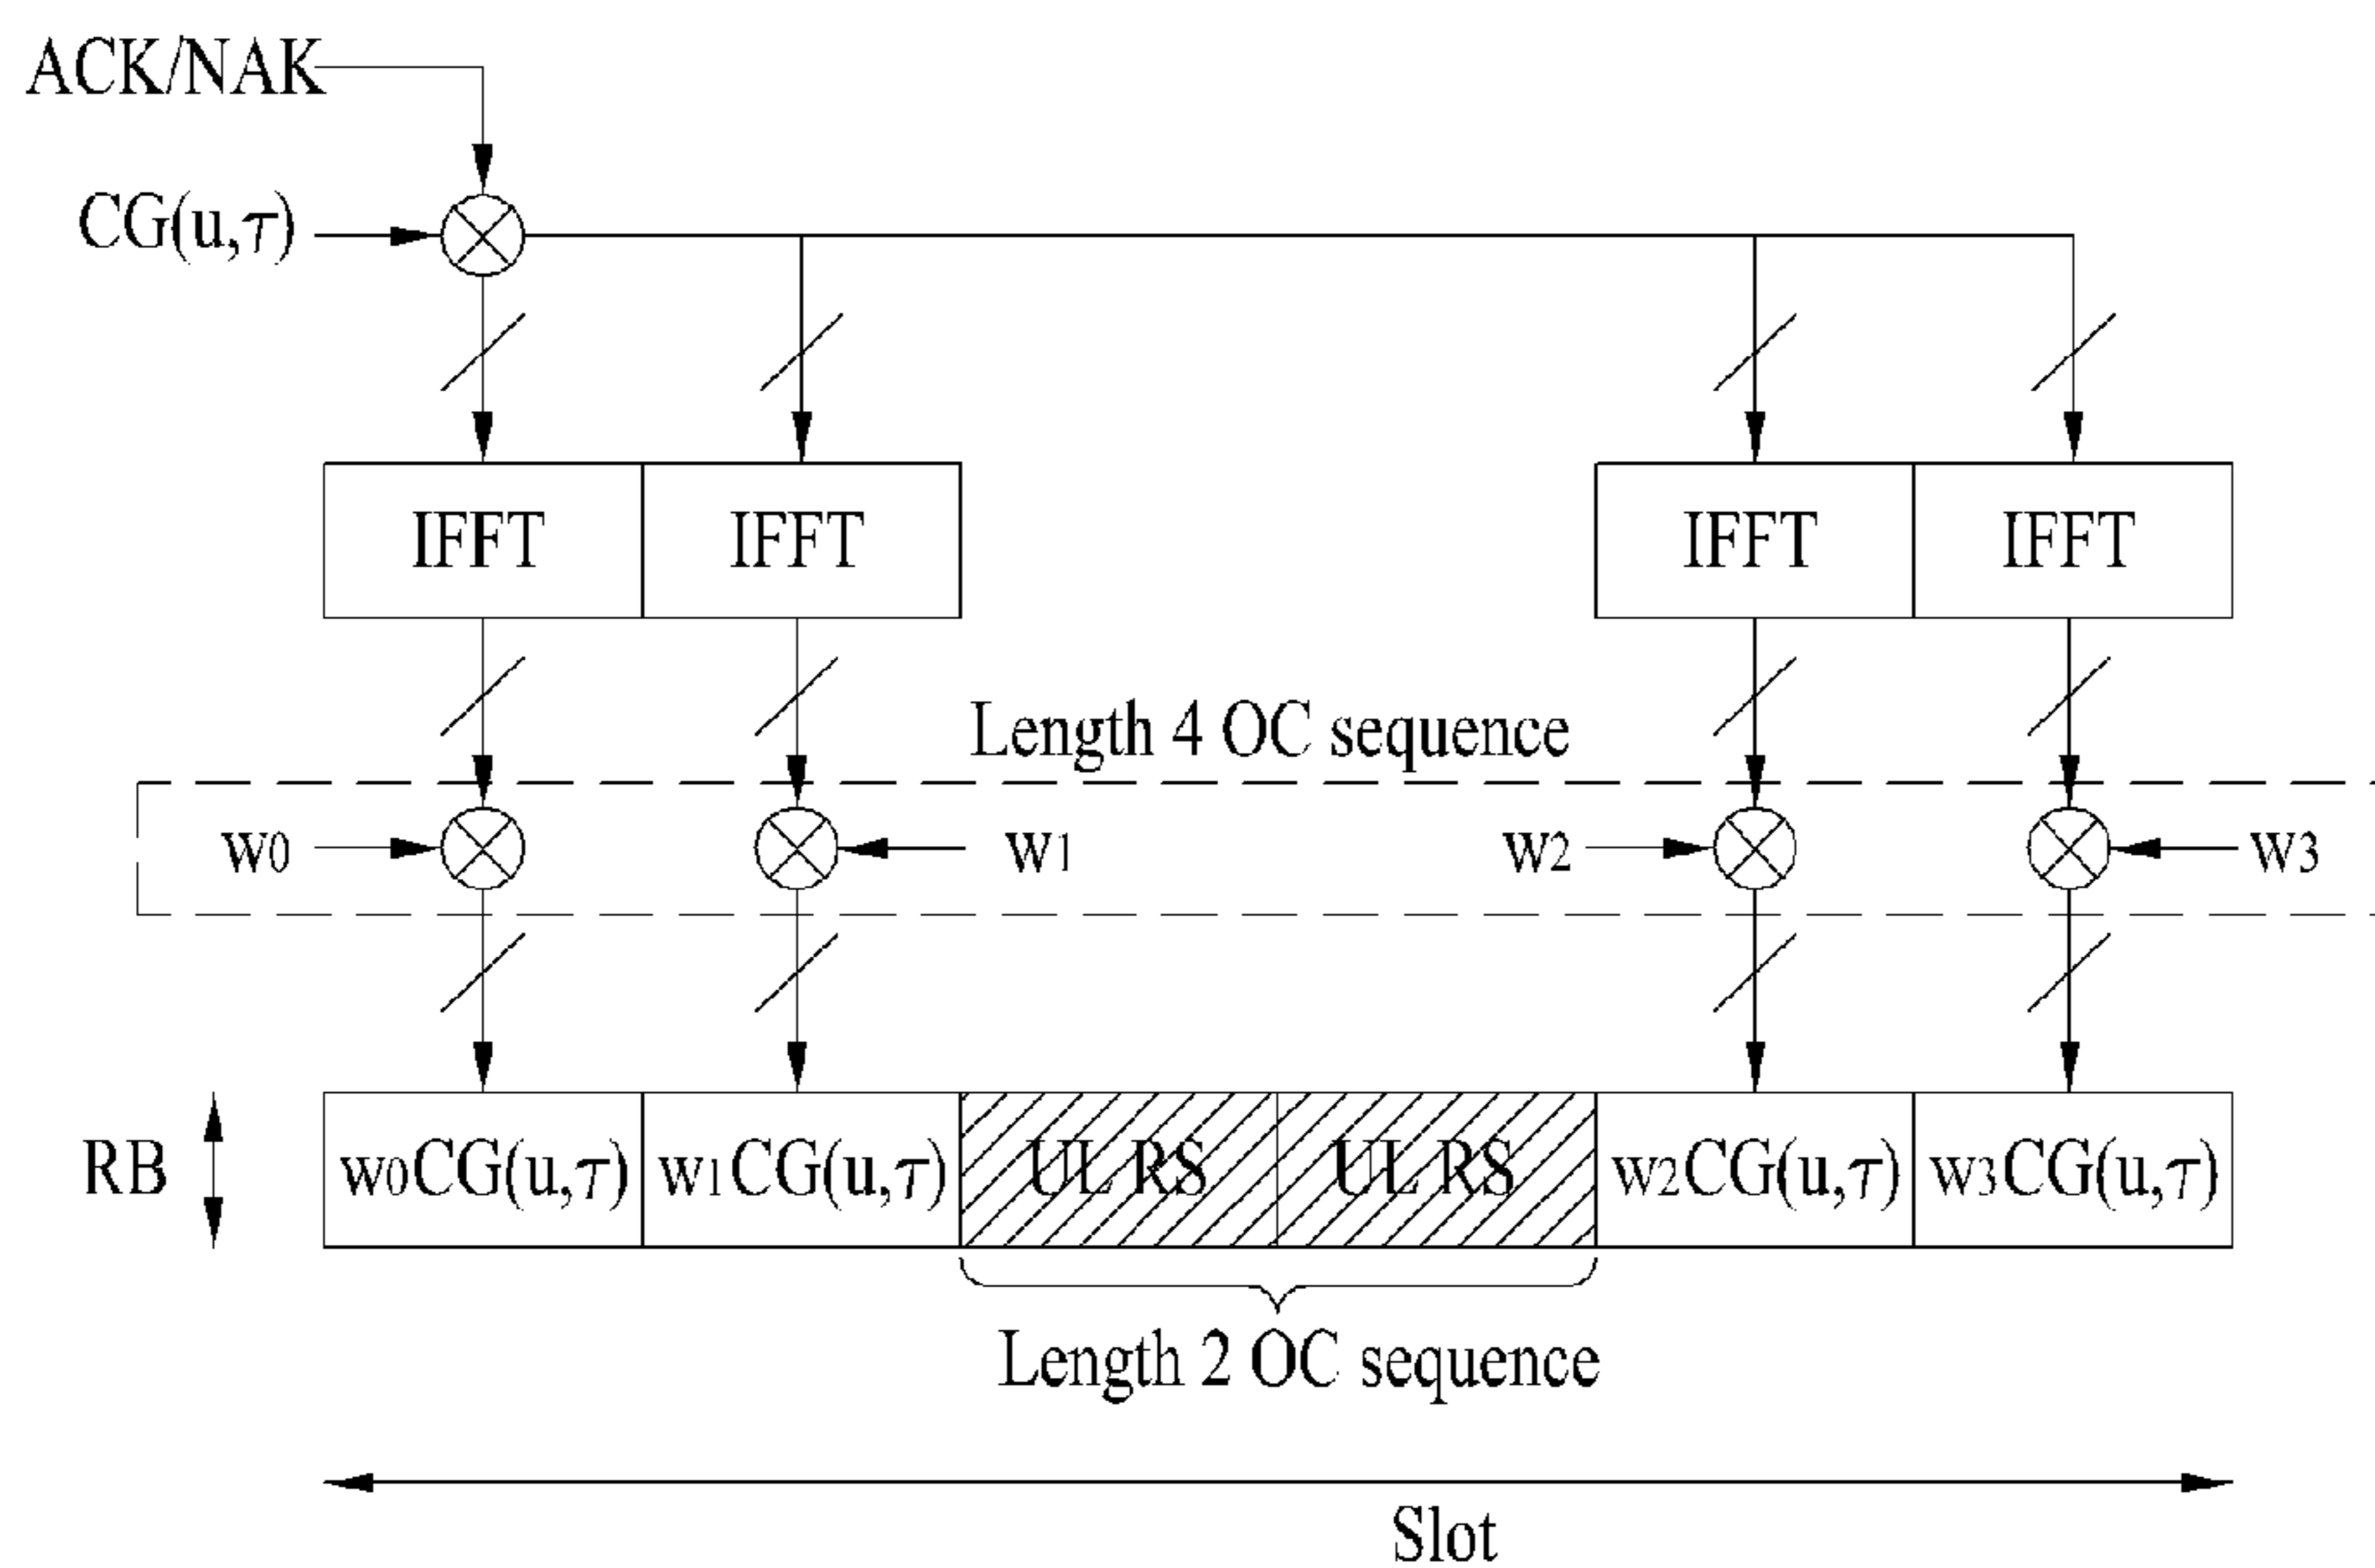 ACK/NAK
CG(u,τ)
IFFT IFFT IFFT IFFT
Length 4 OC sequence
w0 w1 w2 w3
RB w0CG(u,τ) w1CG(u,τ) UL RS UL RS w2CG(u,τ) w3CG(u,τ)
Length 2 OC sequence
Slot